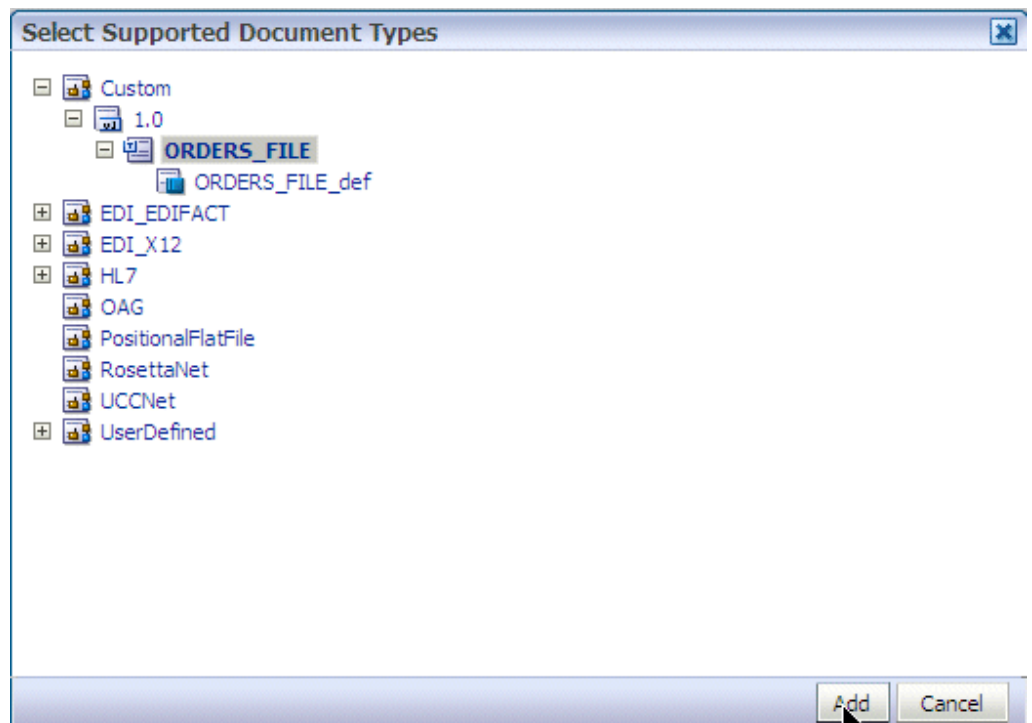 Select Supported Document Types
Custom
1.0
ORDERS_FILE
ORDERS_FILE_def
EDI_EDIFACT
EDI_X12
HL7
OAG
PositionalFlatFile
RosettaNet
UCCNet
UserDefined
Add Cancel